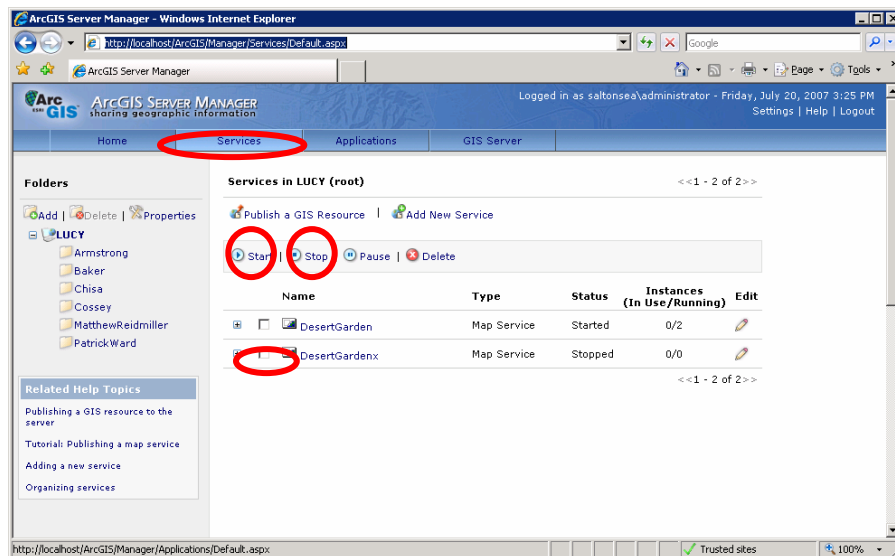 ArcGIS Server Manager - Windows Internet Explorer
http://localhost/ArcGIS/Manager/Services/Default.aspx
Google
ArcGIS Server Manager
Page
Tools
Arc GIS
ArcGIS Server Manager
sharing geographic information
Logged in as saltonsea\administrator - Friday, July 20, 2007 3:25 PM
Settings | Help | Logout
Home
Services
Applications
GIS Server
Folders
Add | Delete | Properties
LUCY
Armstrong
Baker
Chisa
Cossey
MatthewReidmiller
PatrickWard
Related Help Topics
Publishing a GIS resource to the
server
Tutorial: Publishing a map service
Adding a new service
Organizing services
Services in LUCY (root)
<<1 - 2 of 2>>
Publish a GIS Resource | Add New Service
Start | Stop | Pause | Delete
Name Type Status Instances (In Use/Running) Edit
DesertGarden Map Service Started 0/2
DesertGardenx Map Service Stopped 0/0
<<1 - 2 of 2>>
http://localhost/ArcGIS/Manager/Applications/Default.aspx
Trusted sites
100%